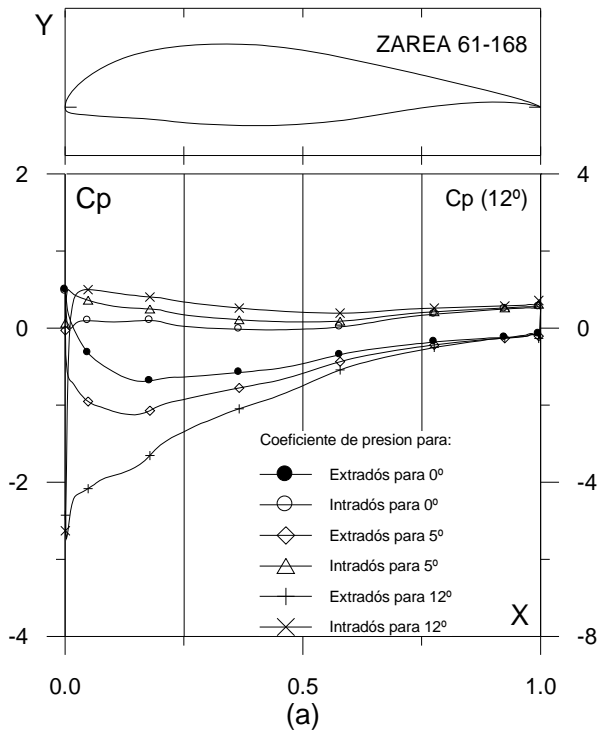 Y
ZAREA 61-168
2
4
Cp
Cp (12º)
0
0
Coeficiente de presion para:
Extradós para 0º
-2
-4
Intradós para 0º
Extradós para 5º
Intradós para 5º
Extradós para 12º
Intradós para 12º
X
-4
-8
0.0
0.5
1.0
(a)